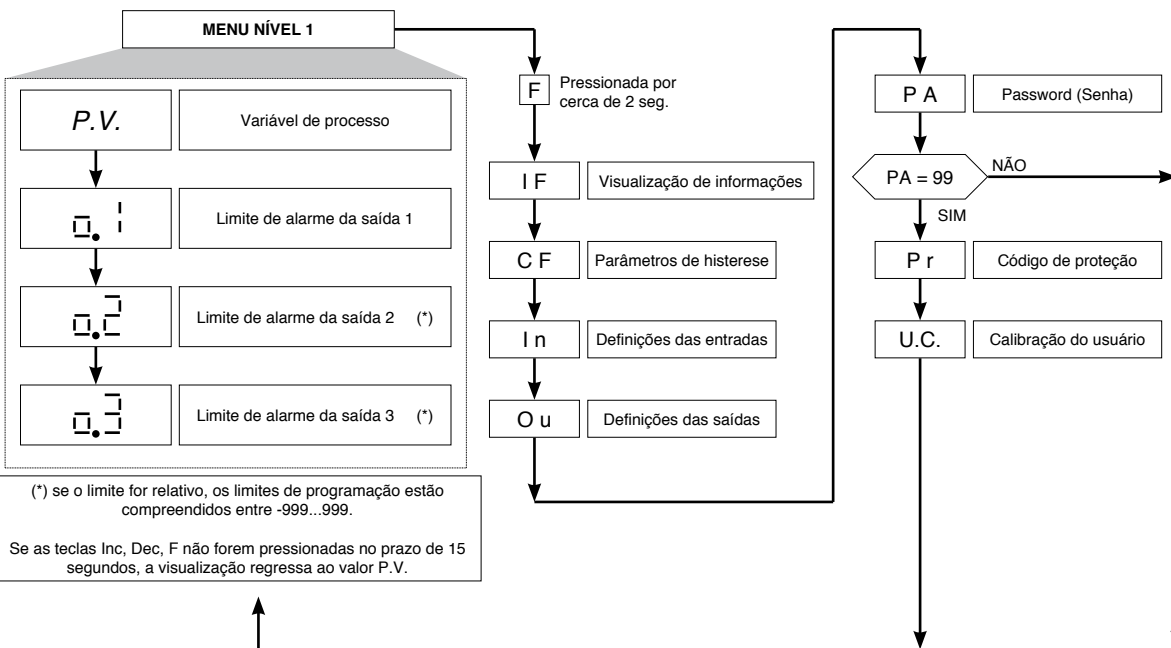 MENU NÍVEL 1
P.V.
Variável de processo
o.1
Limite de alarme da saída 1
o.2
Limite de alarme da saída 2 (*)
o.3
Limite de alarme da saída 3 (*)
(*) se o limite for relativo, os limites de programação estão
compreendidos entre -999...999.
Se as teclas Inc, Dec, F não forem pressionadas no prazo de 15
segundos, a visualização regressa ao valor P.V.
F
Pressionada por
cerca de 2 seg.
I F
Visualização de informações
C F
Parâmetros de histerese
I n
Definições das entradas
O u
Definições das saídas
P A
Password (Senha)
PA = 99
NÃO
SIM
P r
Código de proteção
U.C.
Calibração do usuário